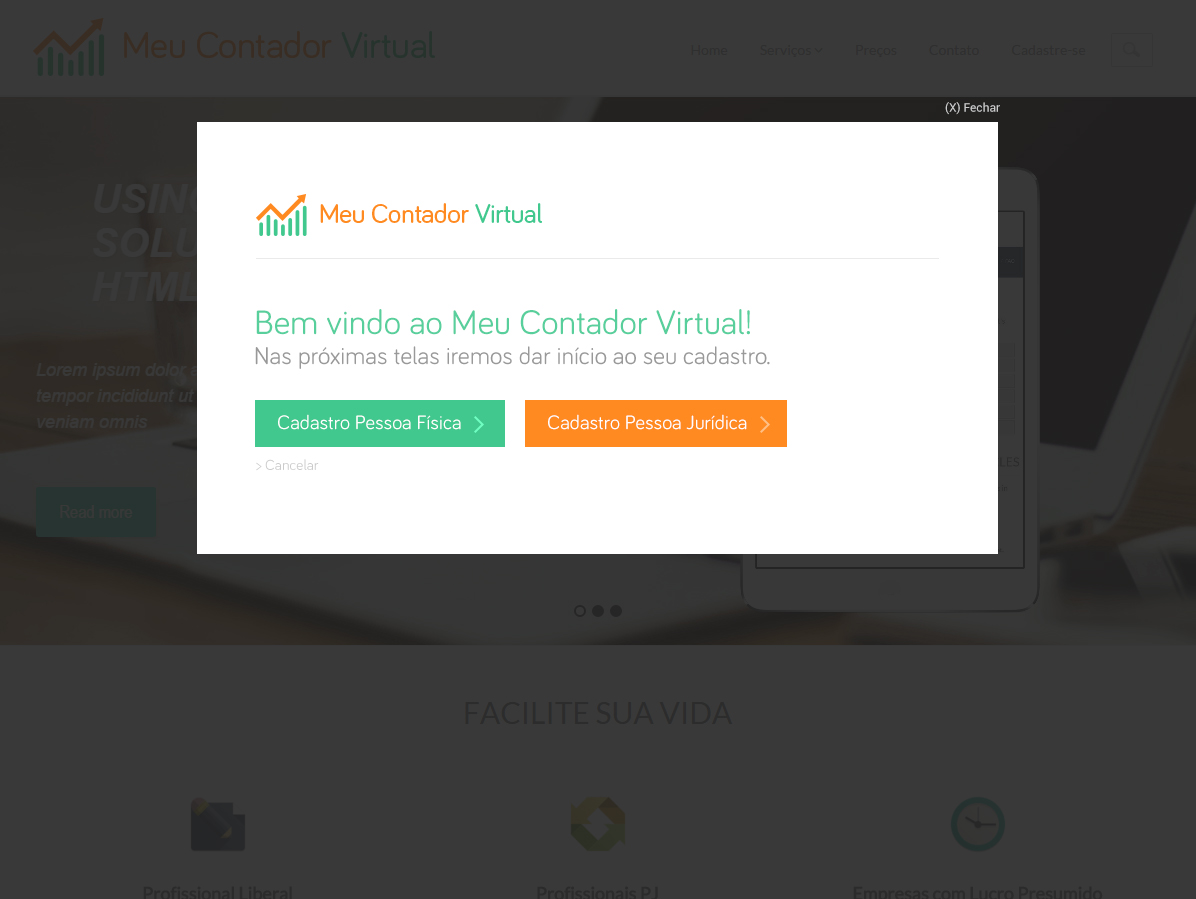 Meu Contador Virtual
Home Serviços Preços Contato Cadastre-se
(X) Fechar
USING
SOLU
HTML
Lorem ipsum dolor a
tempor incididunt ut
veniam omnis
Read more
Meu Contador Virtual
Bem vindo ao Meu Contador Virtual!
Nas próximas telas iremos dar início ao seu cadastro.
Cadastro Pessoa Física >
Cadastro Pessoa Jurídica >
> Cancelar
LES
FACILITE SUA VIDA
Profissional Liberal
Profissionais PJ
Empresas com Lucro Presumido